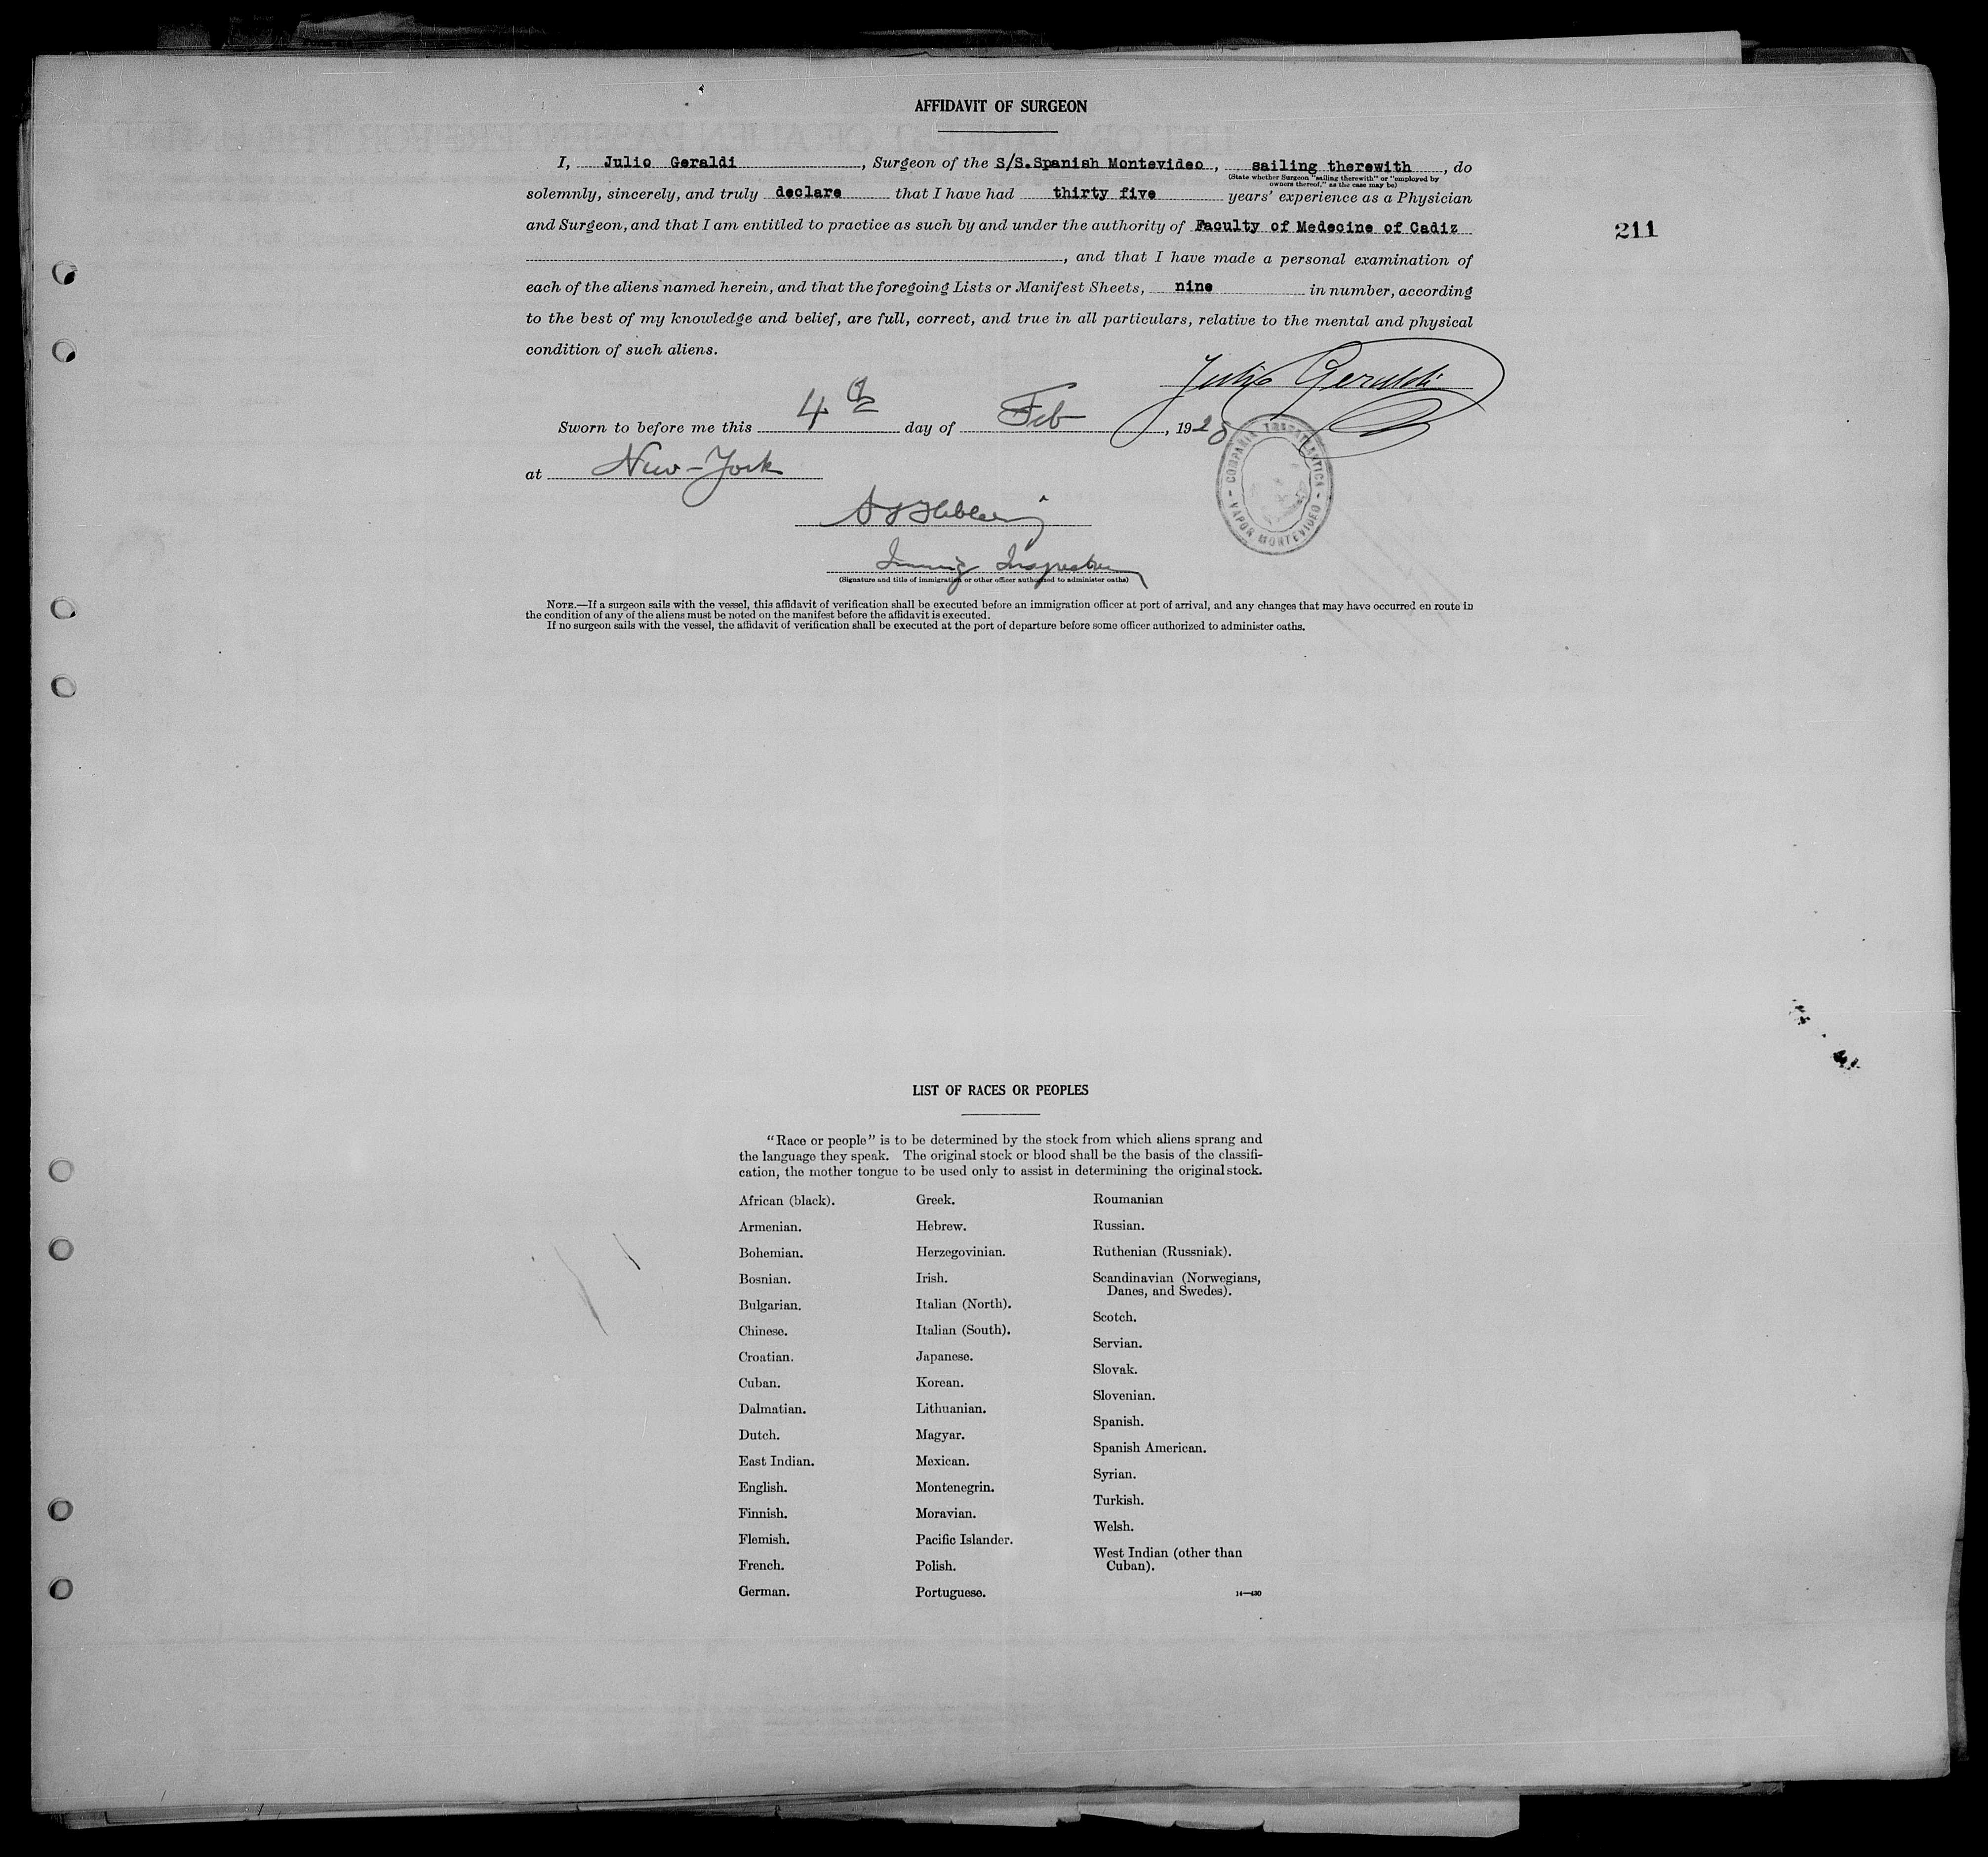 AFFIDAVIT OF SURGEON
I, Julio Geraldi, Surgeon of the S/S. Spanish Montevideo, sailing therewith, do
(State whether Surgeon "sailing therewith" or "employed by
owners thereof," as the case may be)
solemnly, sincerely, and truly declare that I have had thirty five years' experience as a Physician
and Surgeon, and that I am entitled to practice as such by and under the authority of Faculty of Medecine of Cadiz
211
, and that I have made a personal examination of
each of the aliens named herein, and that the foregoing Lists or Manifest Sheets, nine in number, according
to the best of my knowledge and belief, are full, correct, and true in all particulars, relative to the mental and physical
condition of such aliens.
Julio Geraldi
Sworn to before me this 4th day of Feb, 192
at New-York
COMPAÑIA TRASATLANTICA
VAPOR MONTEVIDEO
Immig Inspector
(Signature and title of immigration or other officer authorized to administer oaths)
NOTE.—If a surgeon sails with the vessel, this affidavit of verification shall be executed before an immigration officer at port of arrival, and any changes that may have occurred en route in
the condition of any of the aliens must be noted on the manifest before the affidavit is executed.
If no surgeon sails with the vessel, the affidavit of verification shall be executed at the port of departure before some officer authorized to administer oaths.
LIST OF RACES OR PEOPLES
"Race or people" is to be determined by the stock from which aliens sprang and
the language they speak. The original stock or blood shall be the basis of the classifi-
cation, the mother tongue to be used only to assist in determining the original stock.
African (black).
Armenian.
Bohemian.
Bosnian.
Bulgarian.
Chinese.
Croatian.
Cuban.
Dalmatian.
Dutch.
East Indian.
English.
Finnish.
Flemish.
French.
German.
Greek.
Hebrew.
Herzegovinian.
Irish.
Italian (North).
Italian (South).
Japanese.
Korean.
Lithuanian.
Magyar.
Mexican.
Montenegrin.
Moravian.
Pacific Islander.
Polish.
Portuguese.
Roumanian
Russian.
Ruthenian (Russniak).
Scandinavian (Norwegians,
Danes, and Swedes).
Scotch.
Servian.
Slovak.
Slovenian.
Spanish.
Spanish American.
Syrian.
Turkish.
Welsh.
West Indian (other than
Cuban).
14—430